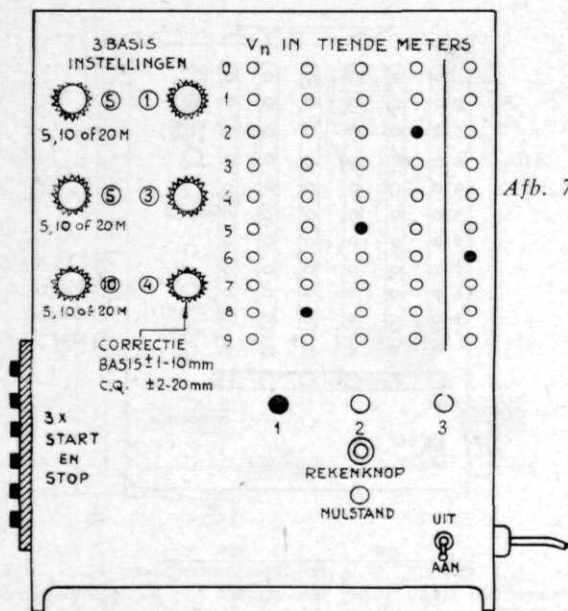 3 BASIS
INSTELLINGEN
5 1
5, 10 of 20 M
5 3
5, 10 of 20 M
10 4
5, 10 of 20 M
CORRECTIE
BASIS ± 1-10 mm
C.Q. ± 2-20 mm
3 x
START
EN
STOP
Vn IN TIENDE METERS
0
1
2
3
4
5
6
7
8
9
1 2 3
REKENKNOP
NULSTAND
UIT
AAN
Afb. 7